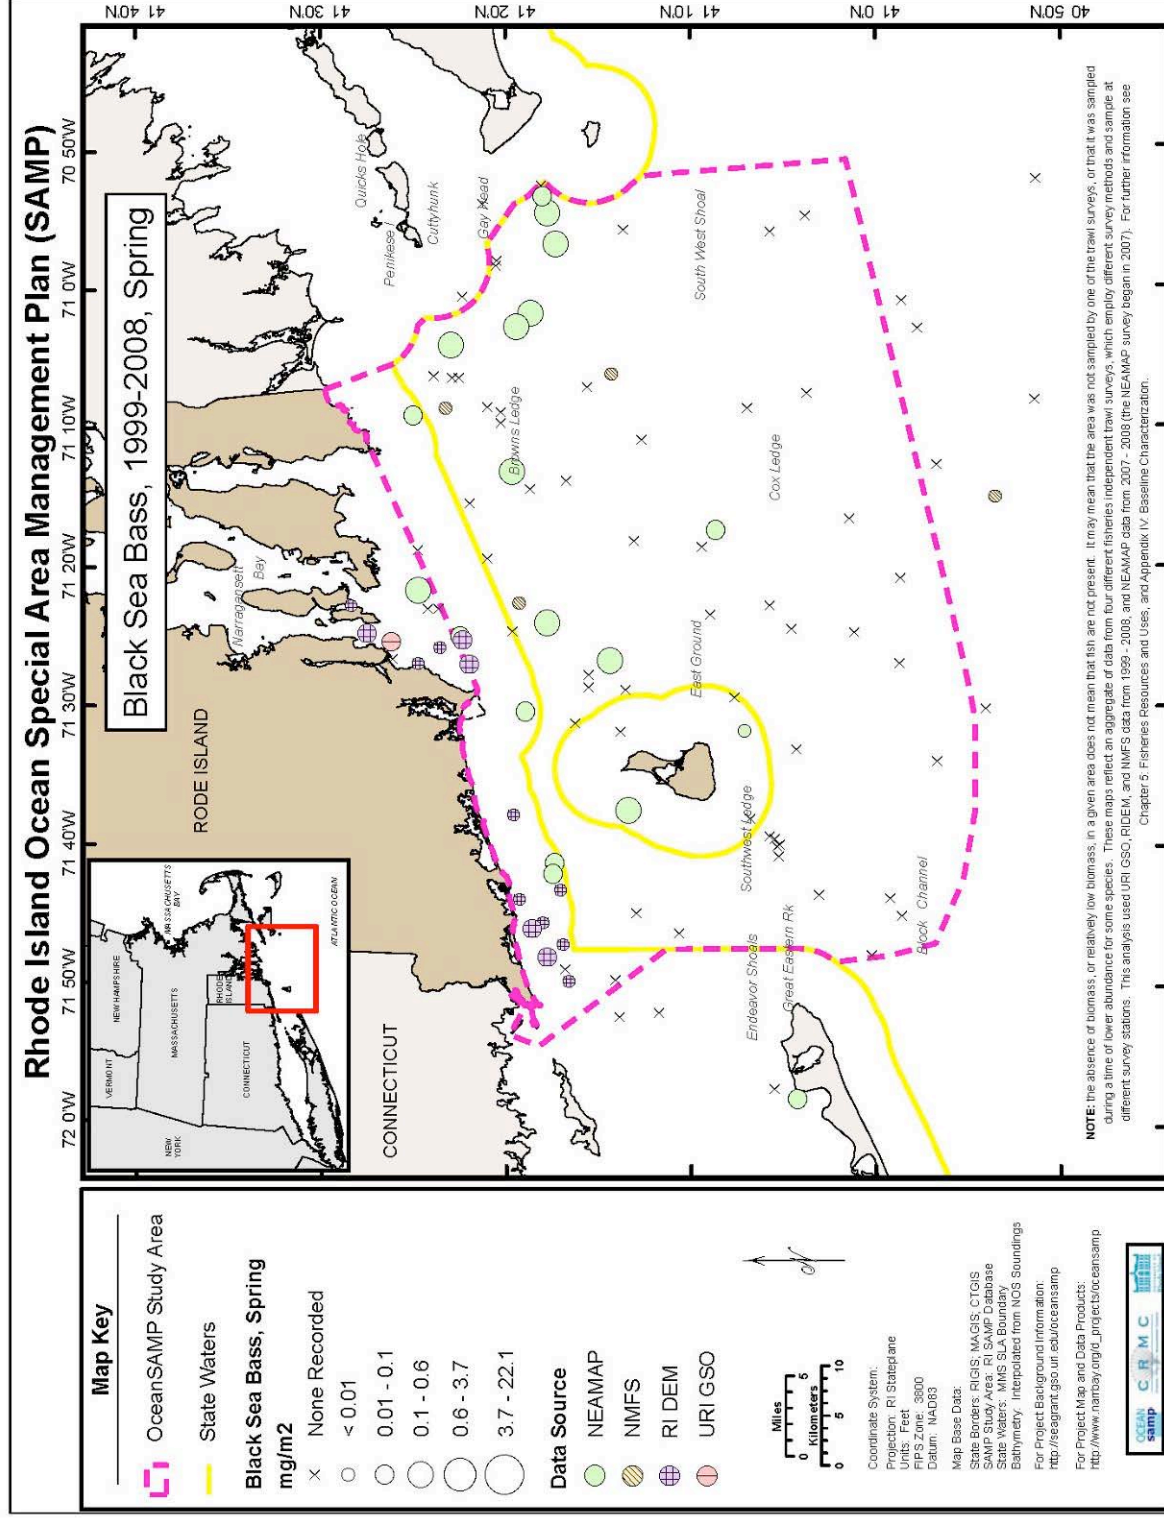 Rhode Island Ocean Special Area Management Plan (SAMP)
Map Key
OceanSAMP Study Area
State Waters
Black Sea Bass, Spring
mg/m2
None Recorded
< 0.01
0.01 - 0.1
0.1 - 0.6
0.6 - 3.7
3.7 - 22.1
Data Source
NEAMAP
NMFS
RI DEM
URI GSO
Miles
0 5
Kilometers
0 5 10
Coordinate System:
Projection: RI Stateplane
Units: Feet
FIPS Zone: 3800
Datum: NAD83
Map Base Data:
State Borders: RIGIS; MAGIS; CTGIS
SAMP Study Area: RI SAMP Database
State Waters: MMS SLA Boundary
Bathymetry: Interpolated from NOS Soundings
For Project Background Information:
http://seagrant.gso.uri.edu/oceansamp
For Project Map and Data Products:
http://www.narrbay.org/d_projects/oceansamp
OCEAN
samp
CRMC
72 0'W
71 50'W
71 40'W
71 30'W
71 20'W
71 10'W
71 0'W
70 50'W
41 40'N
41 30'N
41 20'N
41 10'N
41 0'N
40 50'N
Black Sea Bass, 1999-2008, Spring
VERMONT
NEW HAMPSHIRE
NEW
YORK
MASSACHUSETTS
MASSACHUSETTS
BAY
CONNECTICUT
RHODE
ISLAND
ATLANTIC OCEAN
RODE ISLAND
CONNECTICUT
Narragansett
Bay
Quicks Hole
Penikese I
Cuttyhunk
Gay Head
Browns Ledge
South West Shoal
Cox Ledge
East Ground
Southwest Ledge
Endeavor Shoals
Great Eastern Rk
Block Channel
NOTE: the absence of biomass, or relatively low biomass, in a given area does not mean that fish are not present. It may mean that the area was not sampled by one of the trawl surveys, or that it was sampled
during a time of lower abundance for some species. These maps reflect an aggregate of data from four different fisheries independent trawl surveys, which employ different survey methods and sample at
different survey stations. This analysis used URI GSO, RIDEM, and NMFS data from 1999 - 2008, and NEAMAP data from 2007 - 2008 (the NEAMAP survey began in 2007). For further information see
Chapter 5. Fisheries Resources and Uses, and Appendix IV. Baseline Characterization.